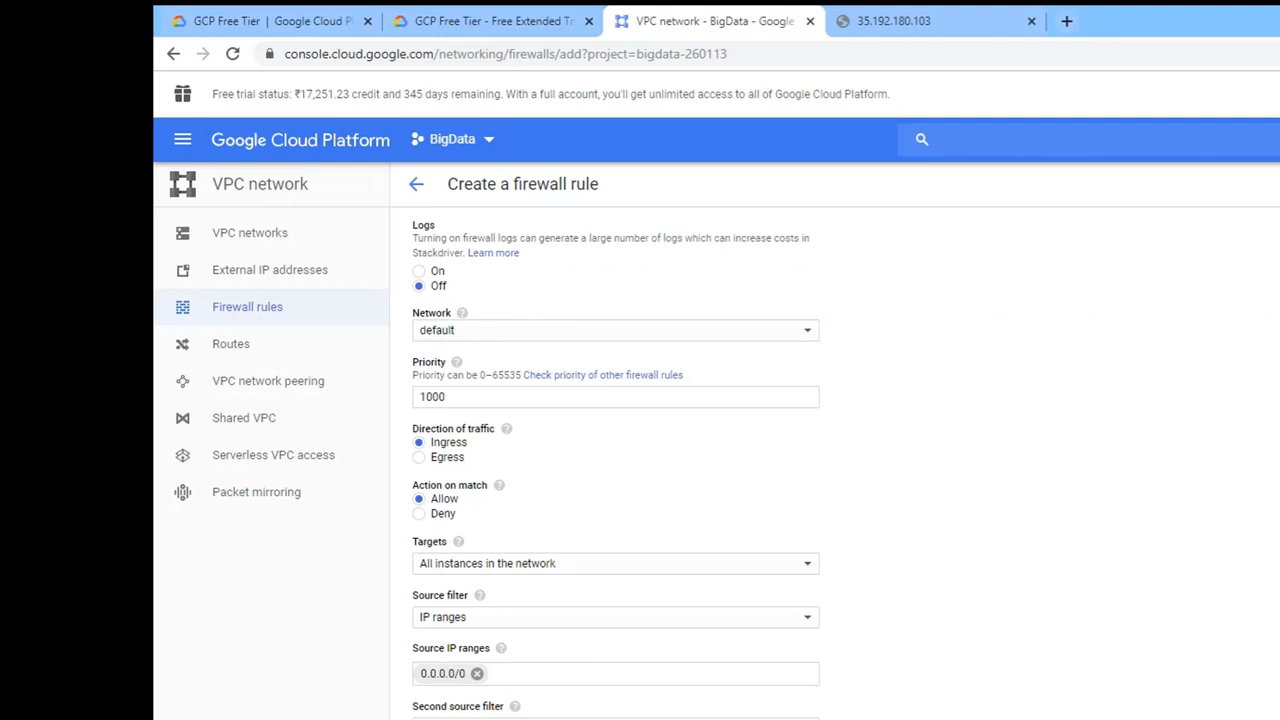 GCP Free Tier | Google Cloud Pl
GCP Free Tier - Free Extended Tr
VPC network - BigData - Google
35.192.180.103
console.cloud.google.com/networking/firewalls/add?project=bigdata-260113
Free trial status: ₹17,251.23 credit and 345 days remaining. With a full account, you'll get unlimited access to all of Google Cloud Platform.
Google Cloud Platform
BigData
VPC network
Create a firewall rule
VPC networks
External IP addresses
Firewall rules
Routes
VPC network peering
Shared VPC
Serverless VPC access
Packet mirroring
Logs
Turning on firewall logs can generate a large number of logs which can increase costs in
Stackdriver. Learn more
On
Off
Network
default
Priority
Priority can be 0–65535 Check priority of other firewall rules
1000
Direction of traffic
Ingress
Egress
Action on match
Allow
Deny
Targets
All instances in the network
Source filter
IP ranges
Source IP ranges
0.0.0.0/0
Second source filter